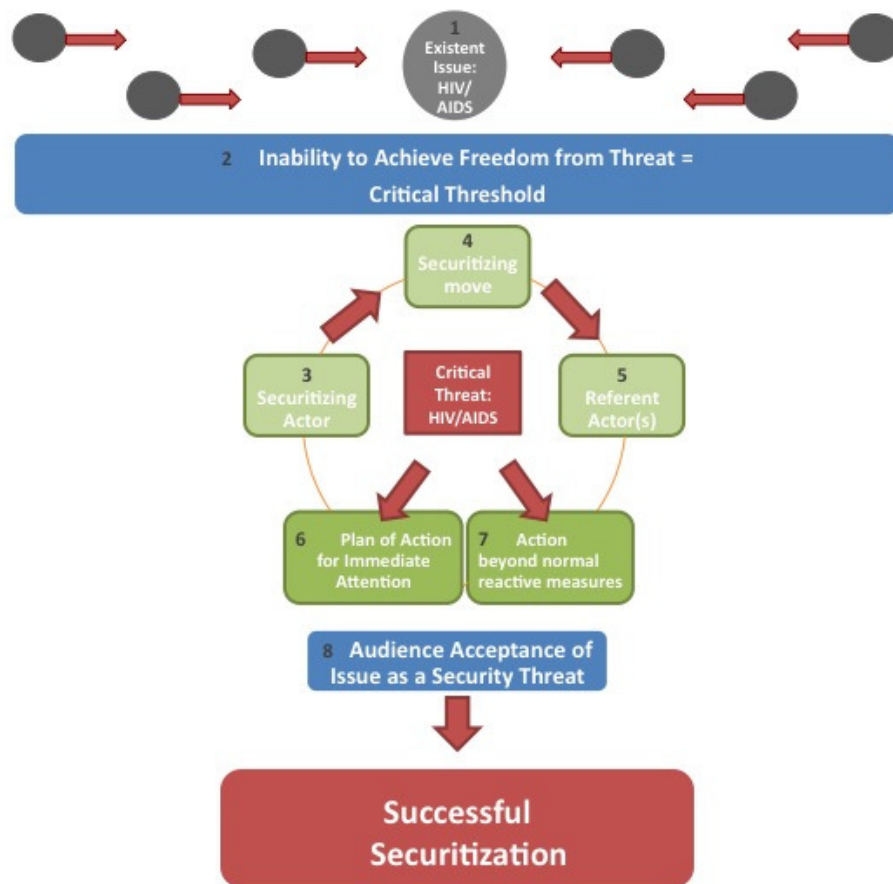 1
Existent
Issue:
HIV/
AIDS
2 Inability to Achieve Freedom from Threat =
Critical Threshold
4
Securitizing
move
3
Securitizing
Actor
Critical
Threat:
HIV/AIDS
5
Referent
Actor(s)
6 Plan of Action
for Immediate
Attention
7 Action
beyond normal
reactive measures
8 Audience Acceptance of
Issue as a Security Threat
Successful
Securitization